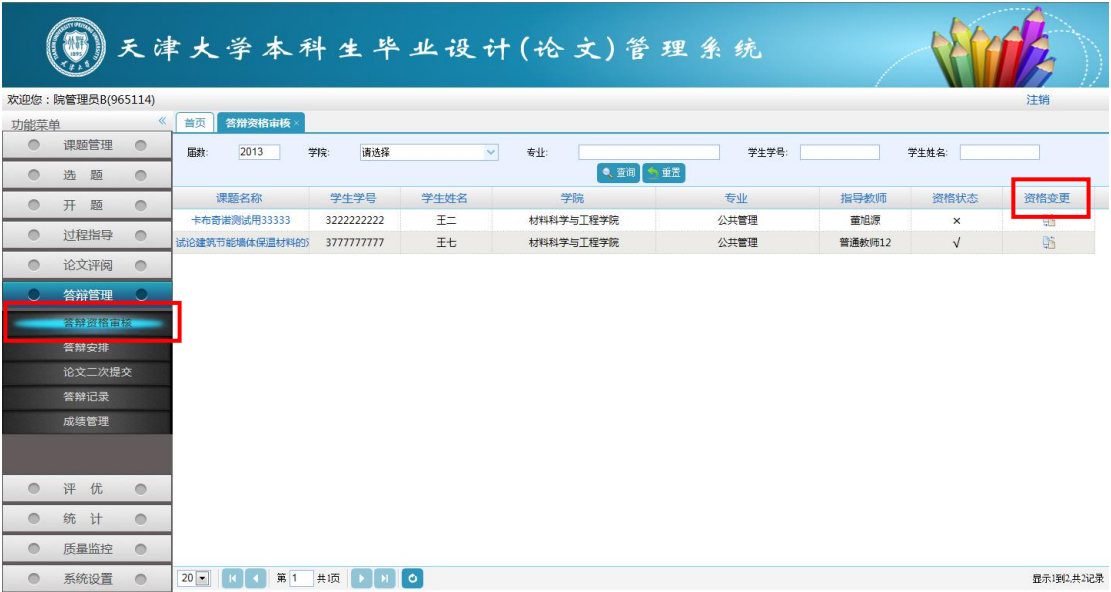 天津大学本科生毕业设计(论文)管理系统
欢迎您：院管理员B(965114) 注销
功能菜单 « 首页 答辩资格审核 ×
课题管理
选 题
开 题
过程指导
论文评阅
答辩管理
答辩资格审核
答辩安排
论文二次提交
答辩记录
成绩管理
评 优
统 计
质量监控
系统设置
届数: 2013 学院: 请选择 专业: 学生学号: 学生姓名:
查询 重置
课题名称 学生学号 学生姓名 学院 专业 指导教师 资格状态 资格变更
卡布奇诺测试用33333 3222222222 王二 材料科学与工程学院 公共管理 董旭源 ×
试论建筑节能墙体保温材料的 3777777777 王七 材料科学与工程学院 公共管理 普通教师12 √
20 第 1 共1页 显示1到2,共2记录